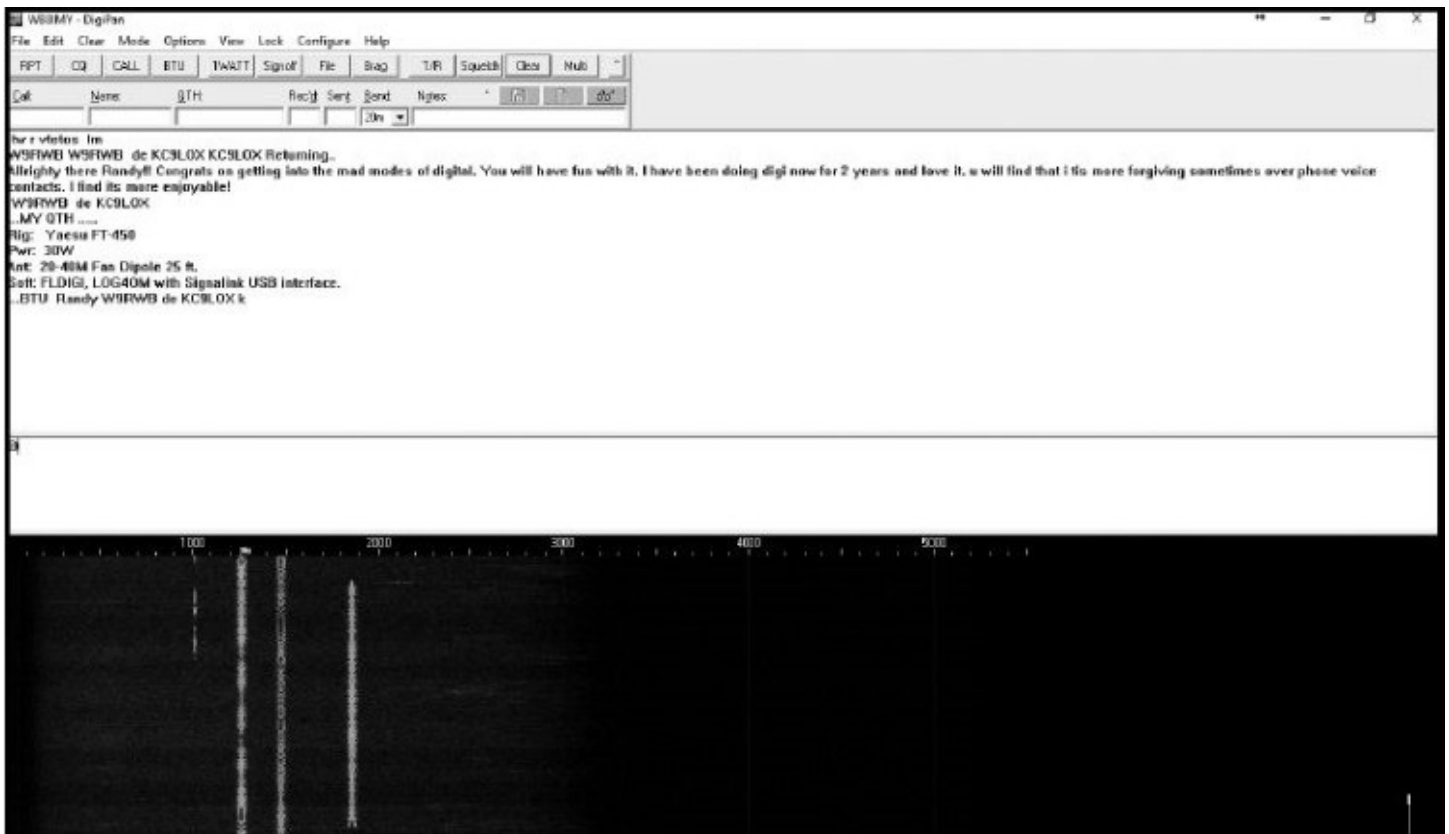 WB8IMY - DigiPan
File Edit Clear Mode Options View Lock Configure Help
RPT CQ CALL BTU 1WATT Signoff File Brag T/R Squelch Clear Multi
Call: Name: QTH: Rec'd Sent Band Notes:
20m
W9RWB W9RWB de KC9LOX KC9LOX Returning..
Allrighty there Randy!! Congrats on getting into the mad modes of digital. You will have fun with it. I have been doing digi now for 2 years and love it. u will find that i tis more forgiving sometimes over phone voice
contacts. I find its more enjoyable!
W9RWB de KC9LOX
..MY QTH .....
Rig: Yaesu FT-450
Pwr: 30W
Ant: 20-40M Fan Dipole 25 ft.
Soft: FLDIGI, LOG4OM with Signalink USB interface.
..BTU Randy W9RWB de KC9LOX k
1000 2000 3000 4000 5000